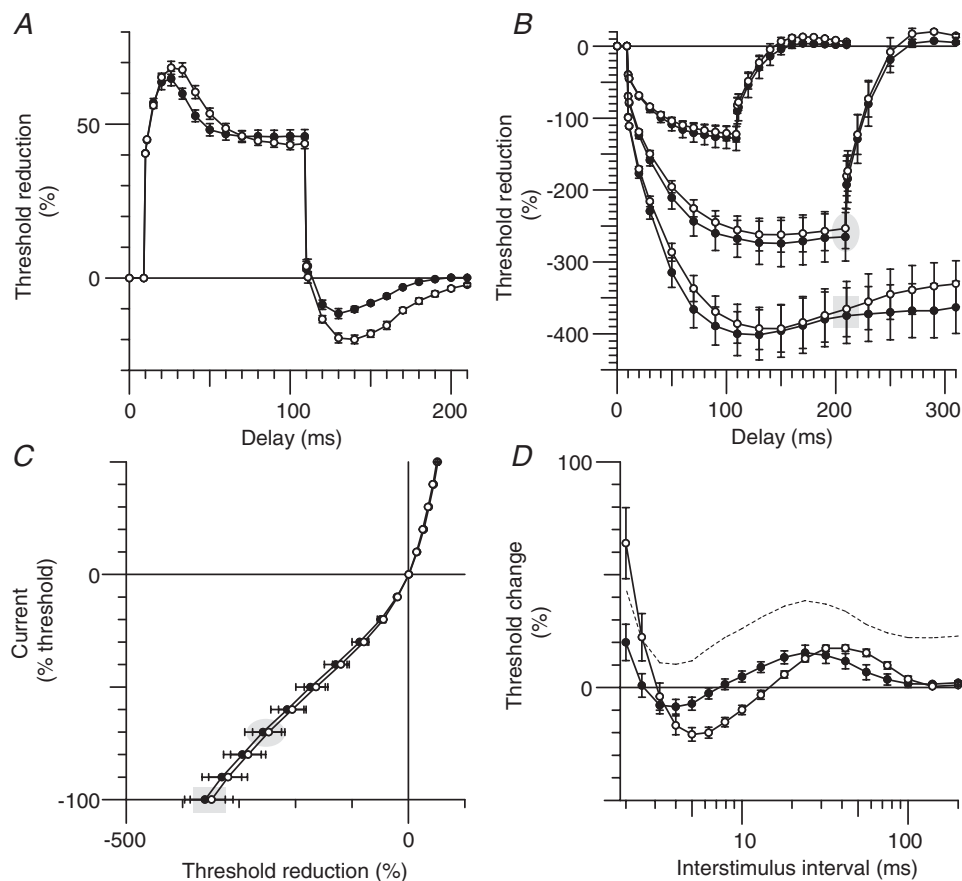 A
B
Threshold reduction
(%)
50
0
0
100
200
Delay (ms)
Threshold reduction
(%)
0
-100
-200
-300
-400
0
100
200
300
Delay (ms)
C
D
Current
(% threshold)
0
-100
-500
0
Threshold reduction (%)
Threshold change
(%)
100
0
10
100
Interstimulus interval (ms)